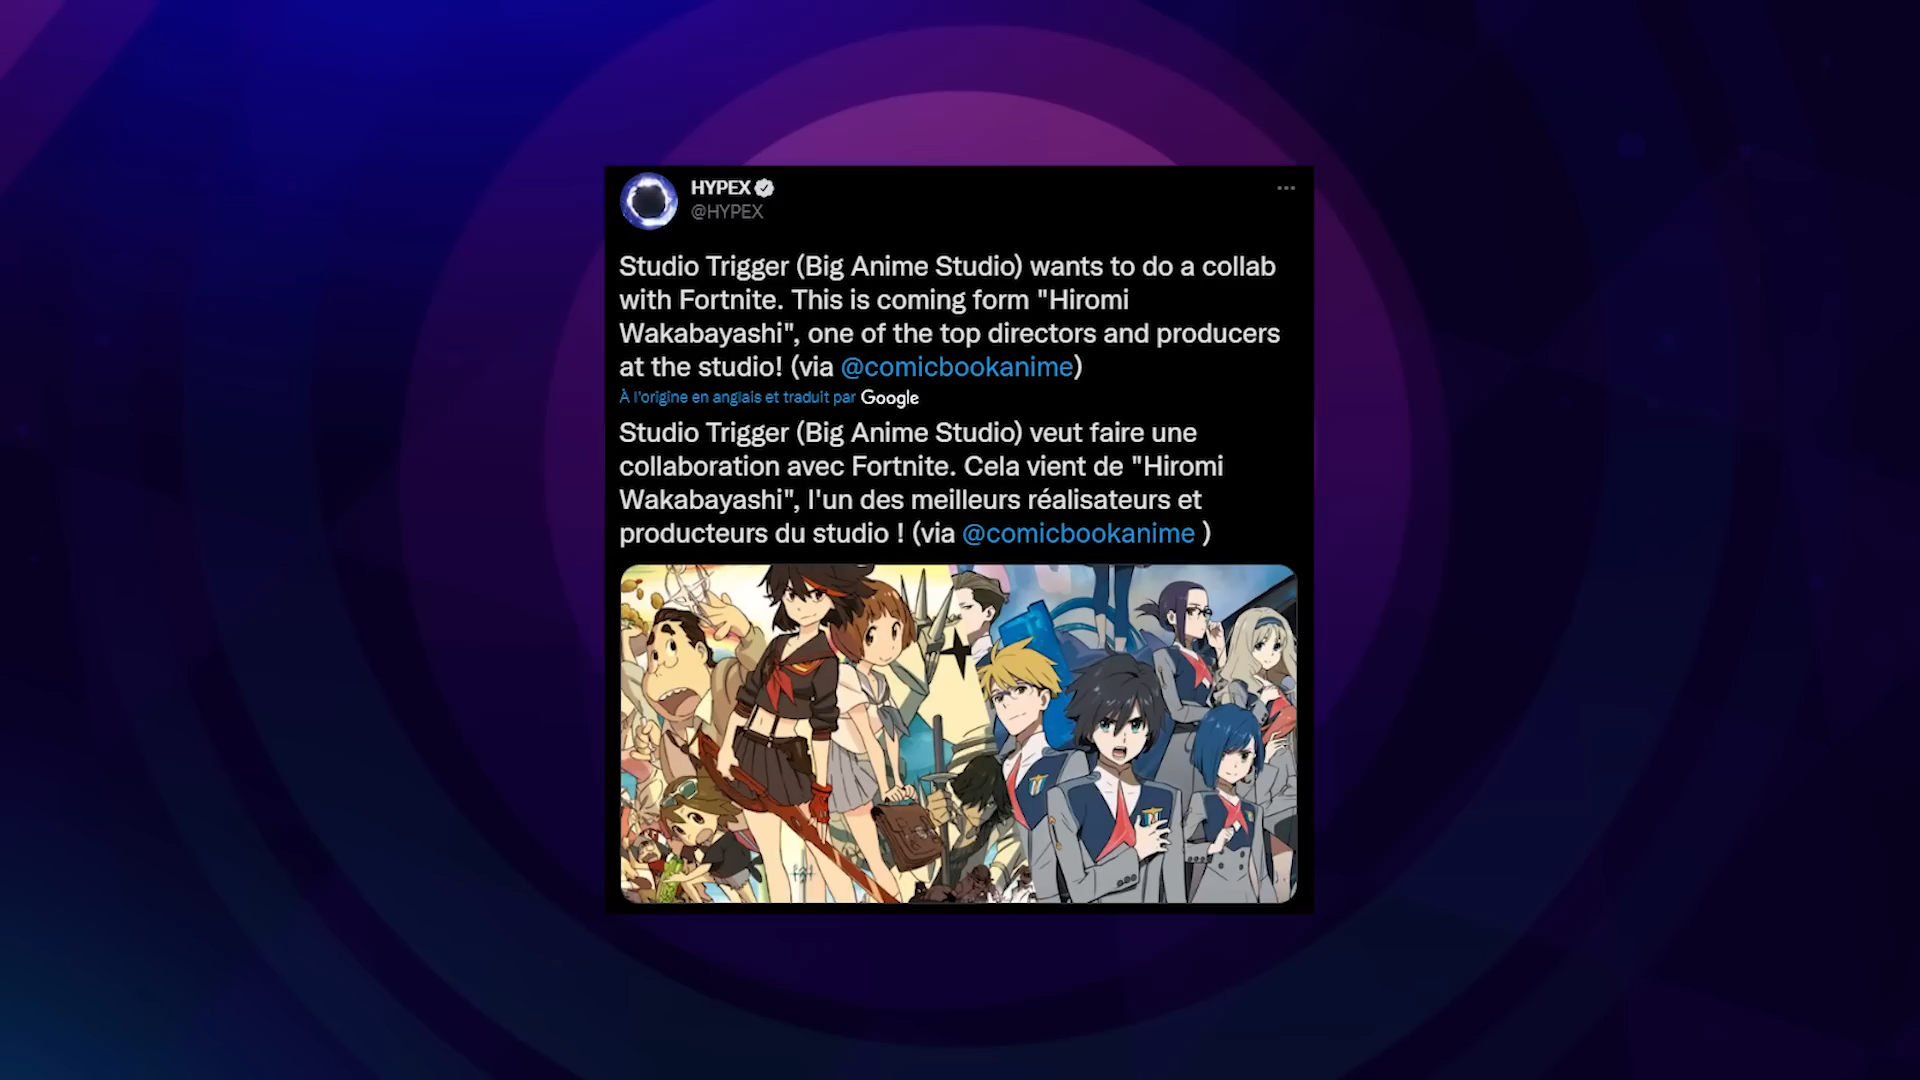 HYPEX
@HYPEX
Studio Trigger (Big Anime Studio) wants to do a collab
with Fortnite. This is coming form "Hiromi
Wakabayashi", one of the top directors and producers
at the studio! (via @comicbookanime)
À l'origine en anglais et traduit par Google
Studio Trigger (Big Anime Studio) veut faire une
collaboration avec Fortnite. Cela vient de "Hiromi
Wakabayashi", l'un des meilleurs réalisateurs et
producteurs du studio ! (via @comicbookanime )